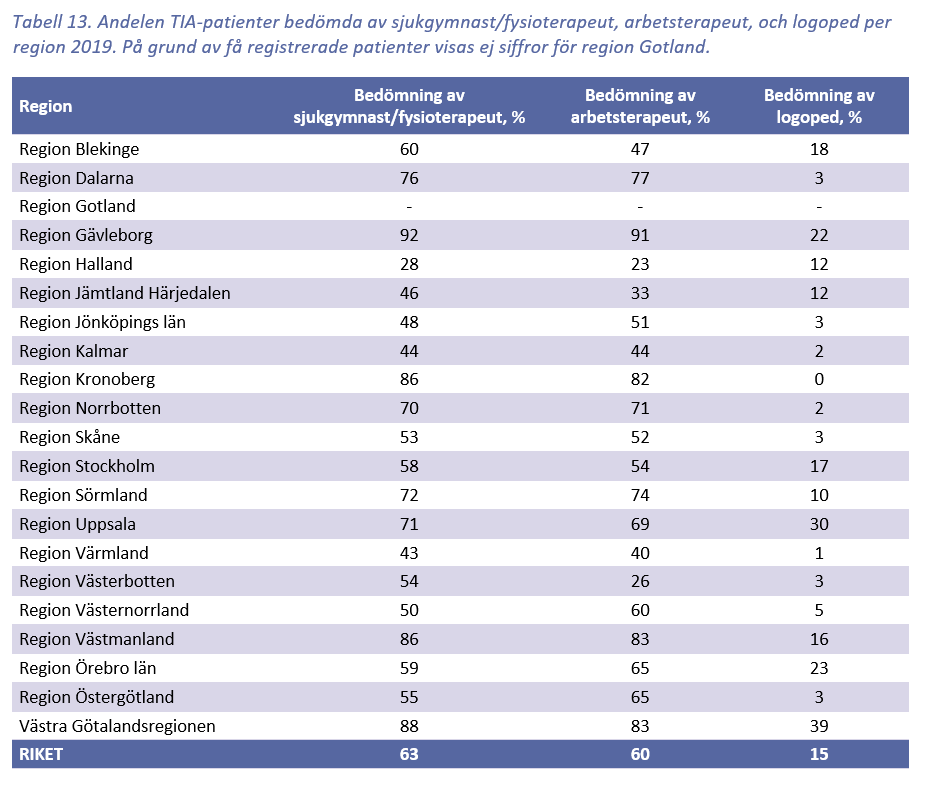 Tabell 13. Andelen TIA-patienter bedömda av sjukgymnast/fysioterapeut, arbetsterapeut, och logoped per
region 2019. På grund av få registrerade patienter visas ej siffror för region Gotland.
Region Bedömning av sjukgymnast/fysioterapeut, % Bedömning av arbetsterapeut, % Bedömning av logoped, %
Region Blekinge 60 47 18
Region Dalarna 76 77 3
Region Gotland - - -
Region Gävleborg 92 91 22
Region Halland 28 23 12
Region Jämtland Härjedalen 46 33 12
Region Jönköpings län 48 51 3
Region Kalmar 44 44 2
Region Kronoberg 86 82 0
Region Norrbotten 70 71 2
Region Skåne 53 52 3
Region Stockholm 58 54 17
Region Sörmland 72 74 10
Region Uppsala 71 69 30
Region Värmland 43 40 1
Region Västerbotten 54 26 3
Region Västernorrland 50 60 5
Region Västmanland 86 83 16
Region Örebro län 59 65 23
Region Östergötland 55 65 3
Västra Götalandsregionen 88 83 39
RIKET 63 60 15